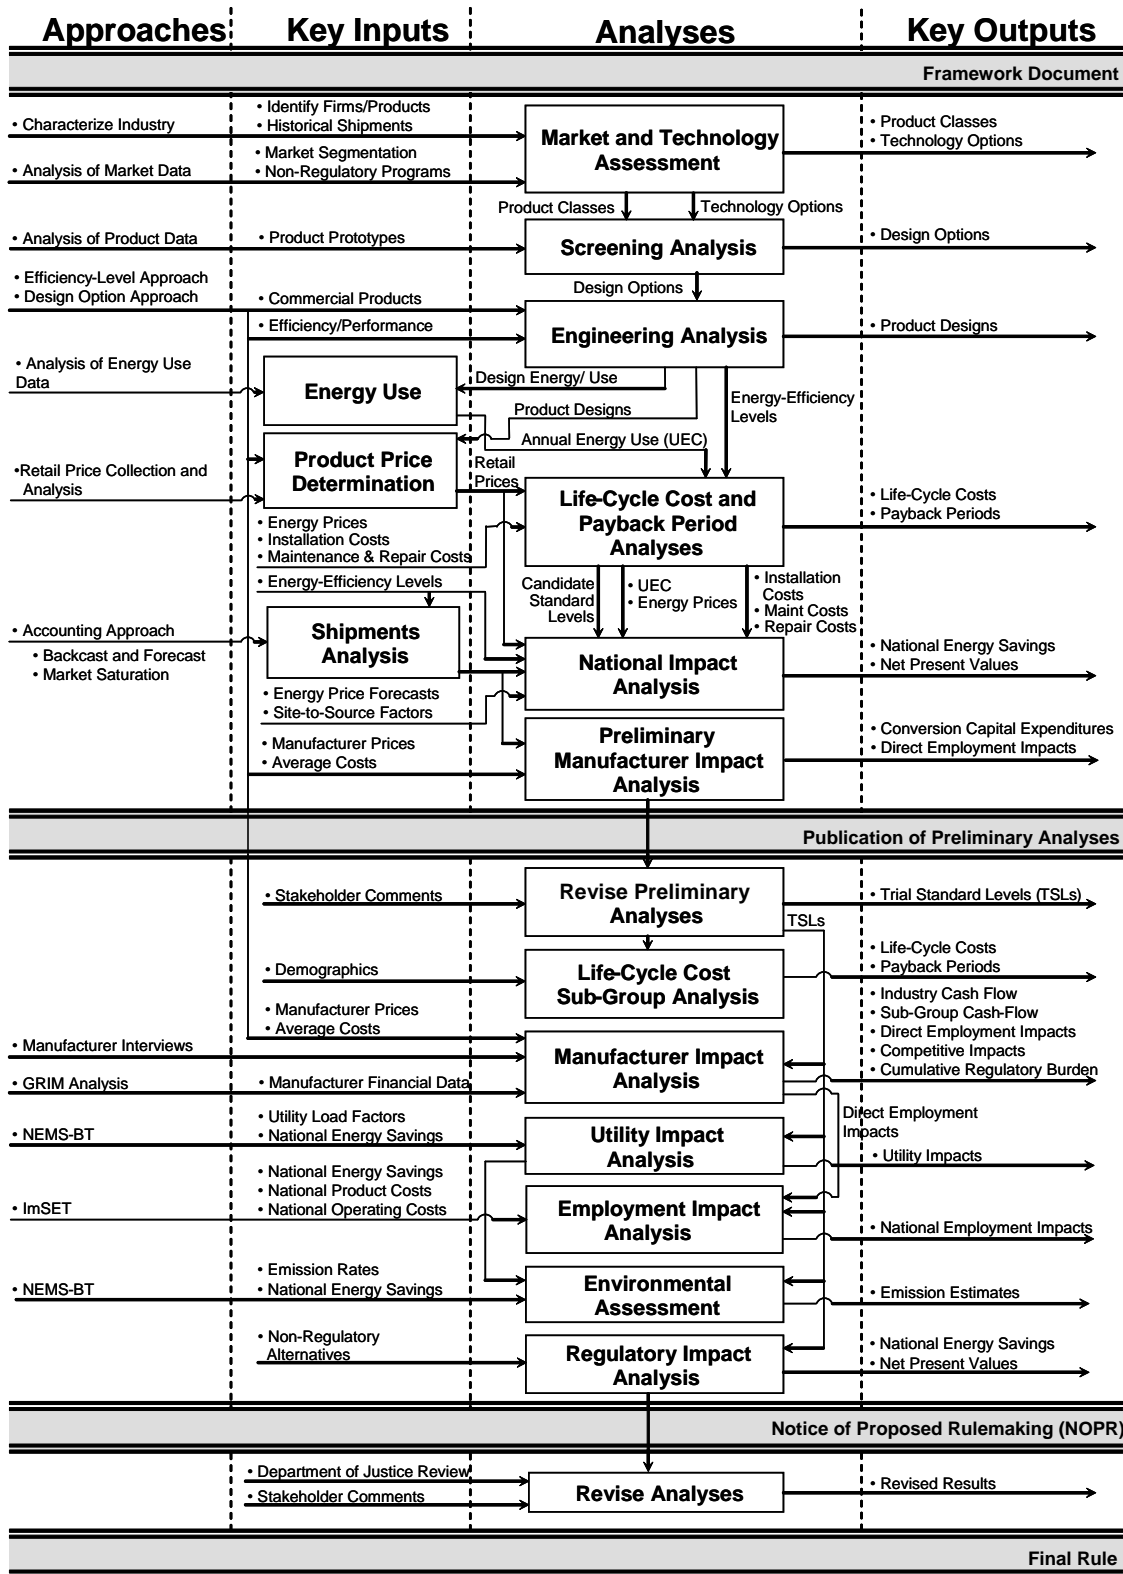 Approaches
Key Inputs
Analyses
Key Outputs
Framework Document
• Characterize Industry
• Identify Firms/Products
• Historical Shipments
• Market Segmentation
• Non-Regulatory Programs
• Analysis of Market Data
Market and Technology
Assessment
• Product Classes
• Technology Options
Product Classes
Technology Options
• Analysis of Product Data
• Product Prototypes
Screening Analysis
• Design Options
• Efficiency-Level Approach
• Design Option Approach
Design Options
• Commercial Products
• Efficiency/Performance
Engineering Analysis
• Product Designs
• Analysis of Energy Use
Data
Energy Use
Design Energy/ Use
Product Designs
Energy-Efficiency
Levels
Annual Energy Use (UEC)
•Retail Price Collection and
Analysis
Product Price
Determination
Retail
Prices
Life-Cycle Cost and
Payback Period
Analyses
• Life-Cycle Costs
• Payback Periods
• Energy Prices
• Installation Costs
• Maintenance & Repair Costs
• Energy-Efficiency Levels
Candidate
Standard
Levels
• UEC
• Energy Prices
• Installation
Costs
• Maint Costs
• Repair Costs
• Accounting Approach
• Backcast and Forecast
• Market Saturation
Shipments
Analysis
National Impact
Analysis
• National Energy Savings
• Net Present Values
• Energy Price Forecasts
• Site-to-Source Factors
• Manufacturer Prices
• Average Costs
Preliminary
Manufacturer Impact
Analysis
• Conversion Capital Expenditures
• Direct Employment Impacts
Publication of Preliminary Analyses
• Stakeholder Comments
Revise Preliminary
Analyses
• Trial Standard Levels (TSLs)
TSLs
• Demographics
Life-Cycle Cost
Sub-Group Analysis
• Life-Cycle Costs
• Payback Periods
• Manufacturer Prices
• Average Costs
• Manufacturer Interviews
• GRIM Analysis
• Manufacturer Financial Data
Manufacturer Impact
Analysis
• Industry Cash Flow
• Sub-Group Cash-Flow
• Direct Employment Impacts
• Competitive Impacts
• Cumulative Regulatory Burden
Direct Employment
Impacts
• NEMS-BT
• Utility Load Factors
• National Energy Savings
Utility Impact
Analysis
• Utility Impacts
• ImSET
• National Energy Savings
• National Product Costs
• National Operating Costs
Employment Impact
Analysis
• National Employment Impacts
• NEMS-BT
• Emission Rates
• National Energy Savings
Environmental
Assessment
• Emission Estimates
• Non-Regulatory
Alternatives
Regulatory Impact
Analysis
• National Energy Savings
• Net Present Values
Notice of Proposed Rulemaking (NOPR)
• Department of Justice Review
• Stakeholder Comments
Revise Analyses
• Revised Results
Final Rule